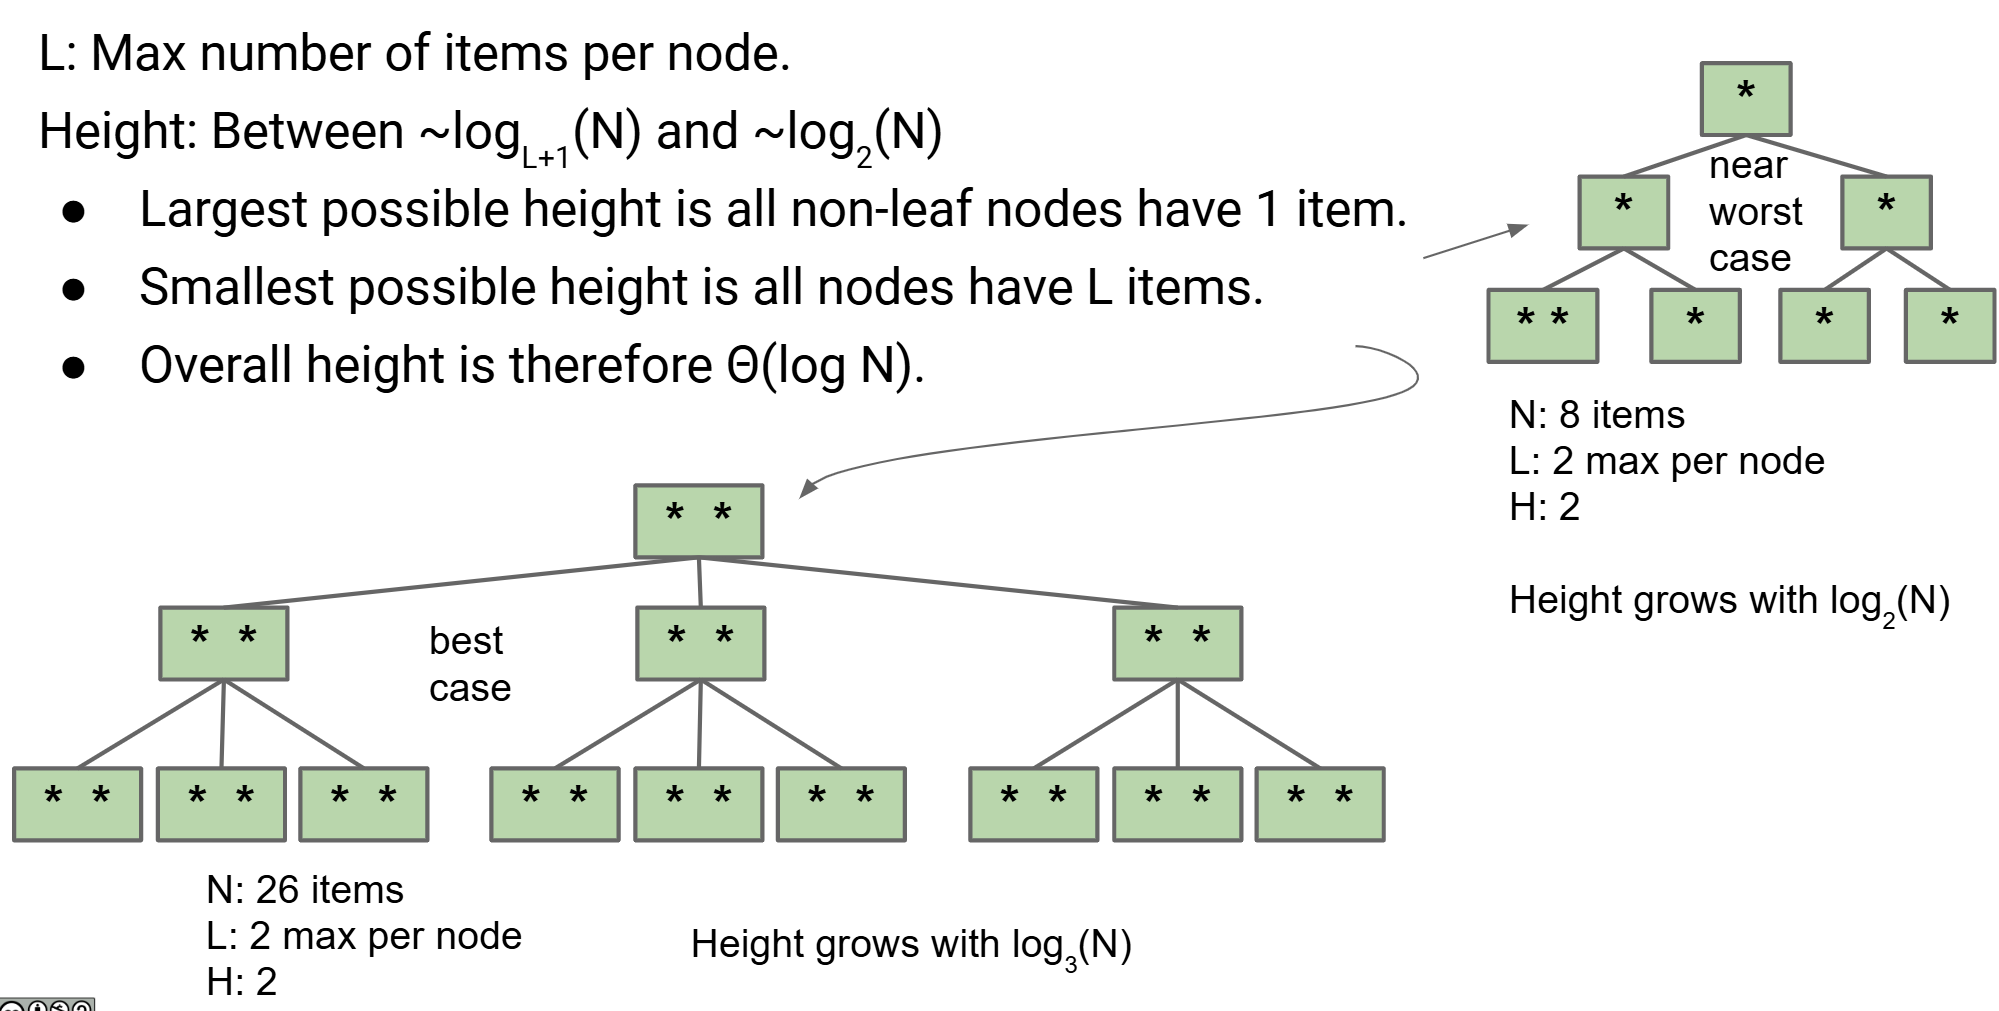 L: Max number of items per node.
Height: Between ~log_{L+1}(N) and ~log_2(N)
● Largest possible height is all non-leaf nodes have 1 item.
● Smallest possible height is all nodes have L items.
● Overall height is therefore Θ(log N).
*
near
worst
case
* *
* * * * *
N: 8 items
L: 2 max per node
H: 2
Height grows with log_2(N)
* *
* * * * * *
best
case
* * * * * * * * * * * * * * * * * *
N: 26 items
L: 2 max per node
H: 2
Height grows with log_3(N)